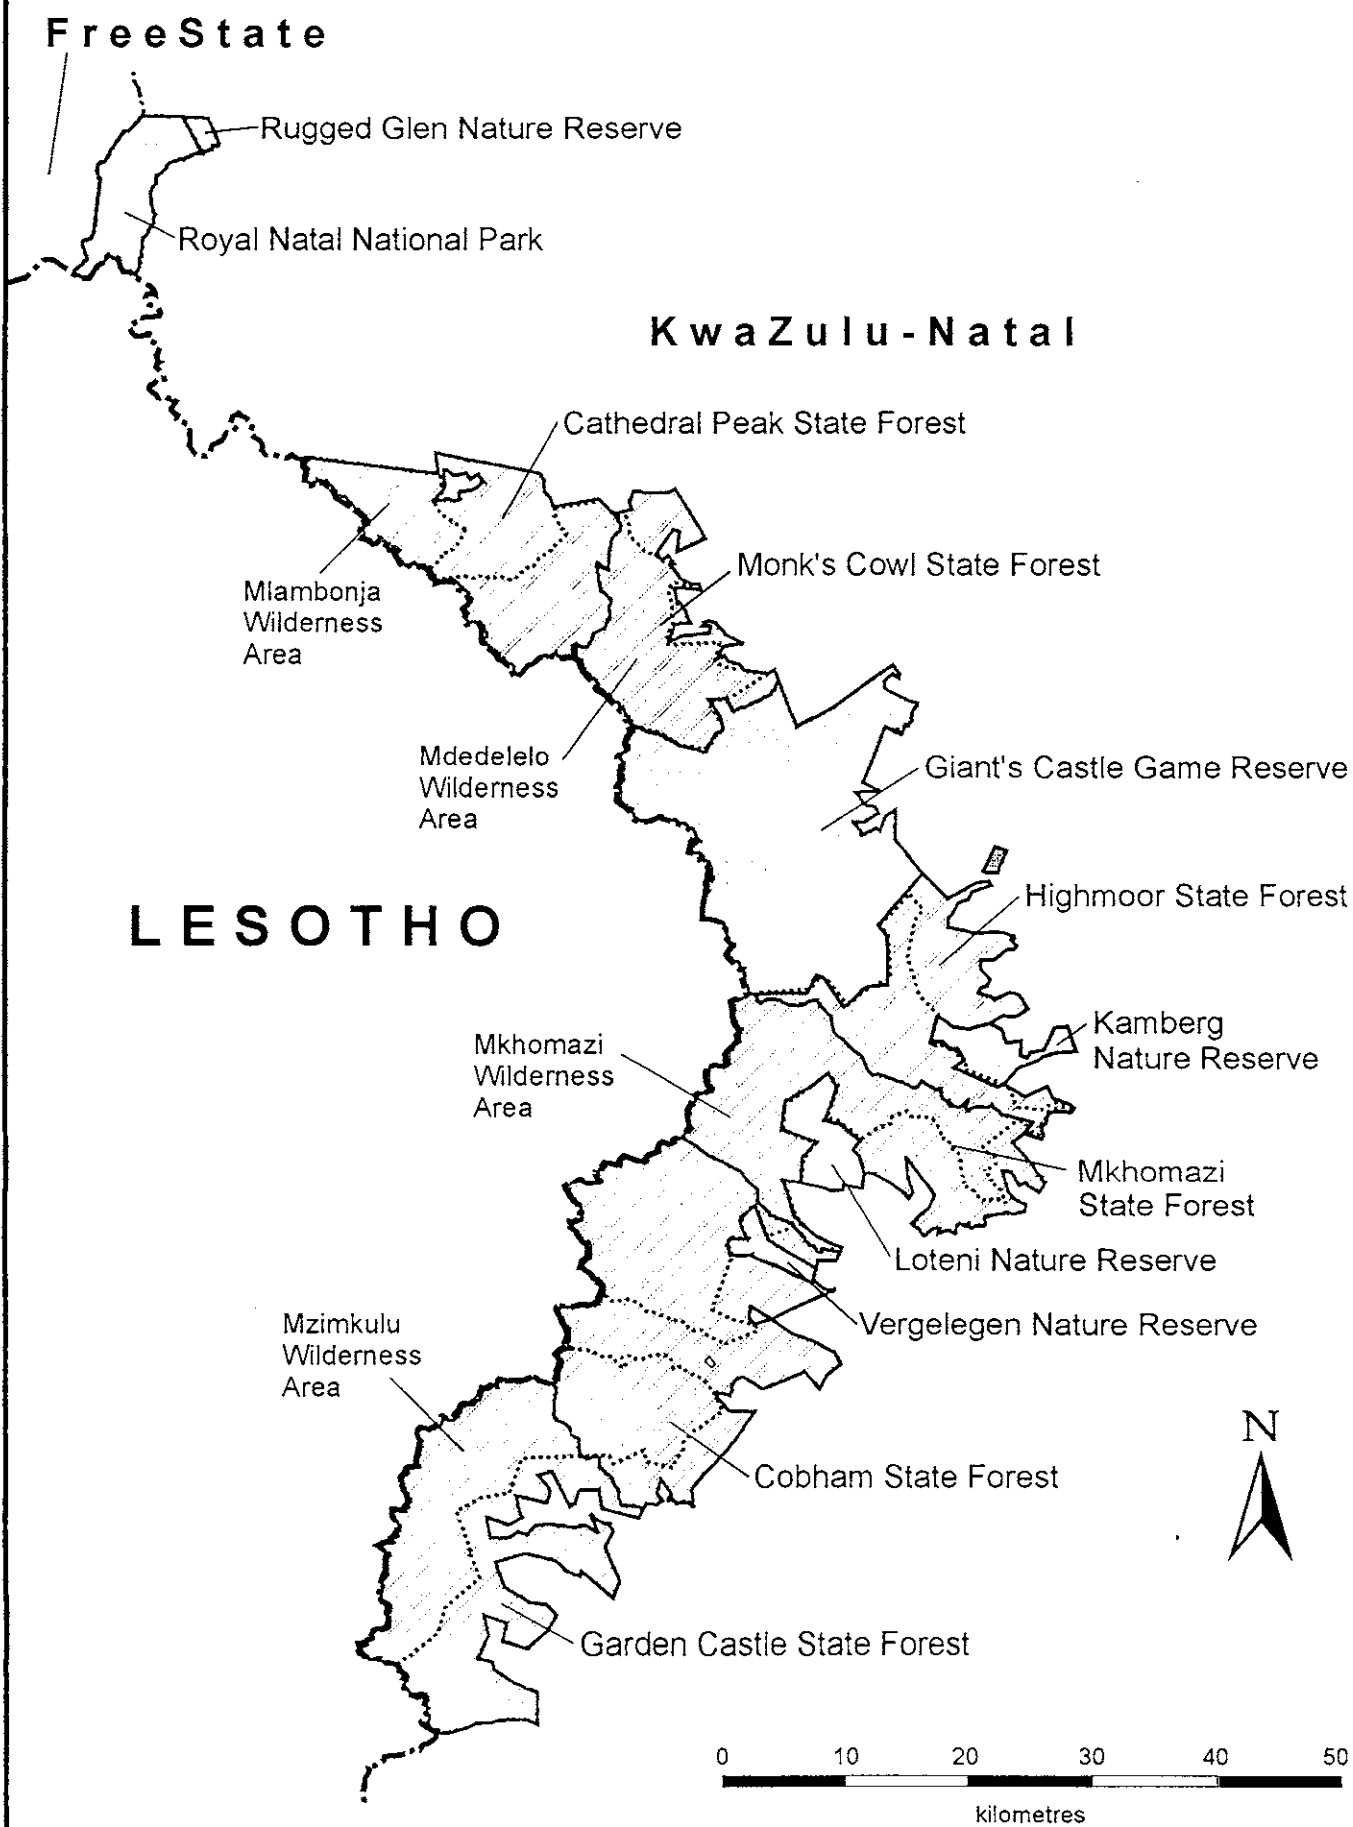 FreeState
Rugged Glen Nature Reserve
Royal Natal National Park
KwaZulu-Natal
Cathedral Peak State Forest
Monk's Cowl State Forest
Mlambonja
Wilderness
Area
Mdedelelo
Wilderness
Area
Giant's Castle Game Reserve
Highmoor State Forest
LESOTHO
Kamberg
Nature Reserve
Mkhomazi
Wilderness
Area
Mkhomazi
State Forest
Loteni Nature Reserve
Vergelegen Nature Reserve
Mzimkulu
Wilderness
Area
N
Cobham State Forest
Garden Castle State Forest
0 10 20 30 40 50
kilometres